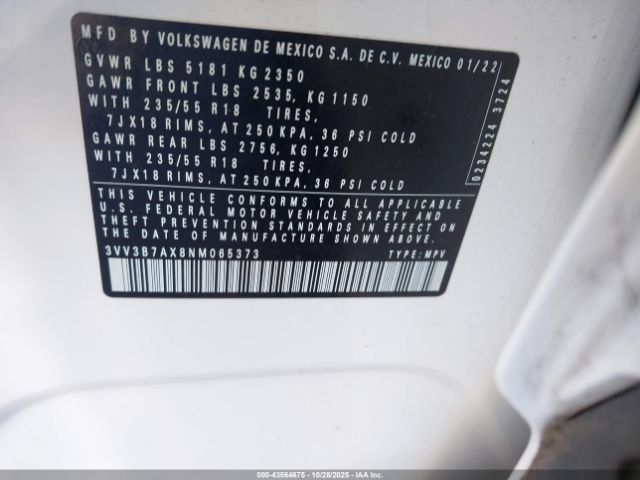 MFD BY VOLKSWAGEN DE MEXICO S.A. DE C.V. MEXICO 01/22
GVWR LBS 5181 KG 2350
GAWR FRONT LBS 2535, KG 1150
WITH 235/55 R18 TIRES,
7JX18 RIMS, AT 250 KPA, 36 PSI COLD
GAWR REAR LBS 2756, KG 1250
WITH 235/55 R18 TIRES,
7JX18 RIMS, AT 250 KPA, 36 PSI COLD
THIS VEHICLE CONFORMS TO ALL APPLICABLE
U.S. FEDERAL MOTOR VEHICLE SAFETY AND
THEFT PREVENTION STANDARDS IN EFFECT ON
THE DATE OF MANUFACTURE SHOWN ABOVE.
3VV3B7AX8NM065373 TYPE: MPV
0234224 3724
000-43564675 | 10/28/2025 | IAA Inc.